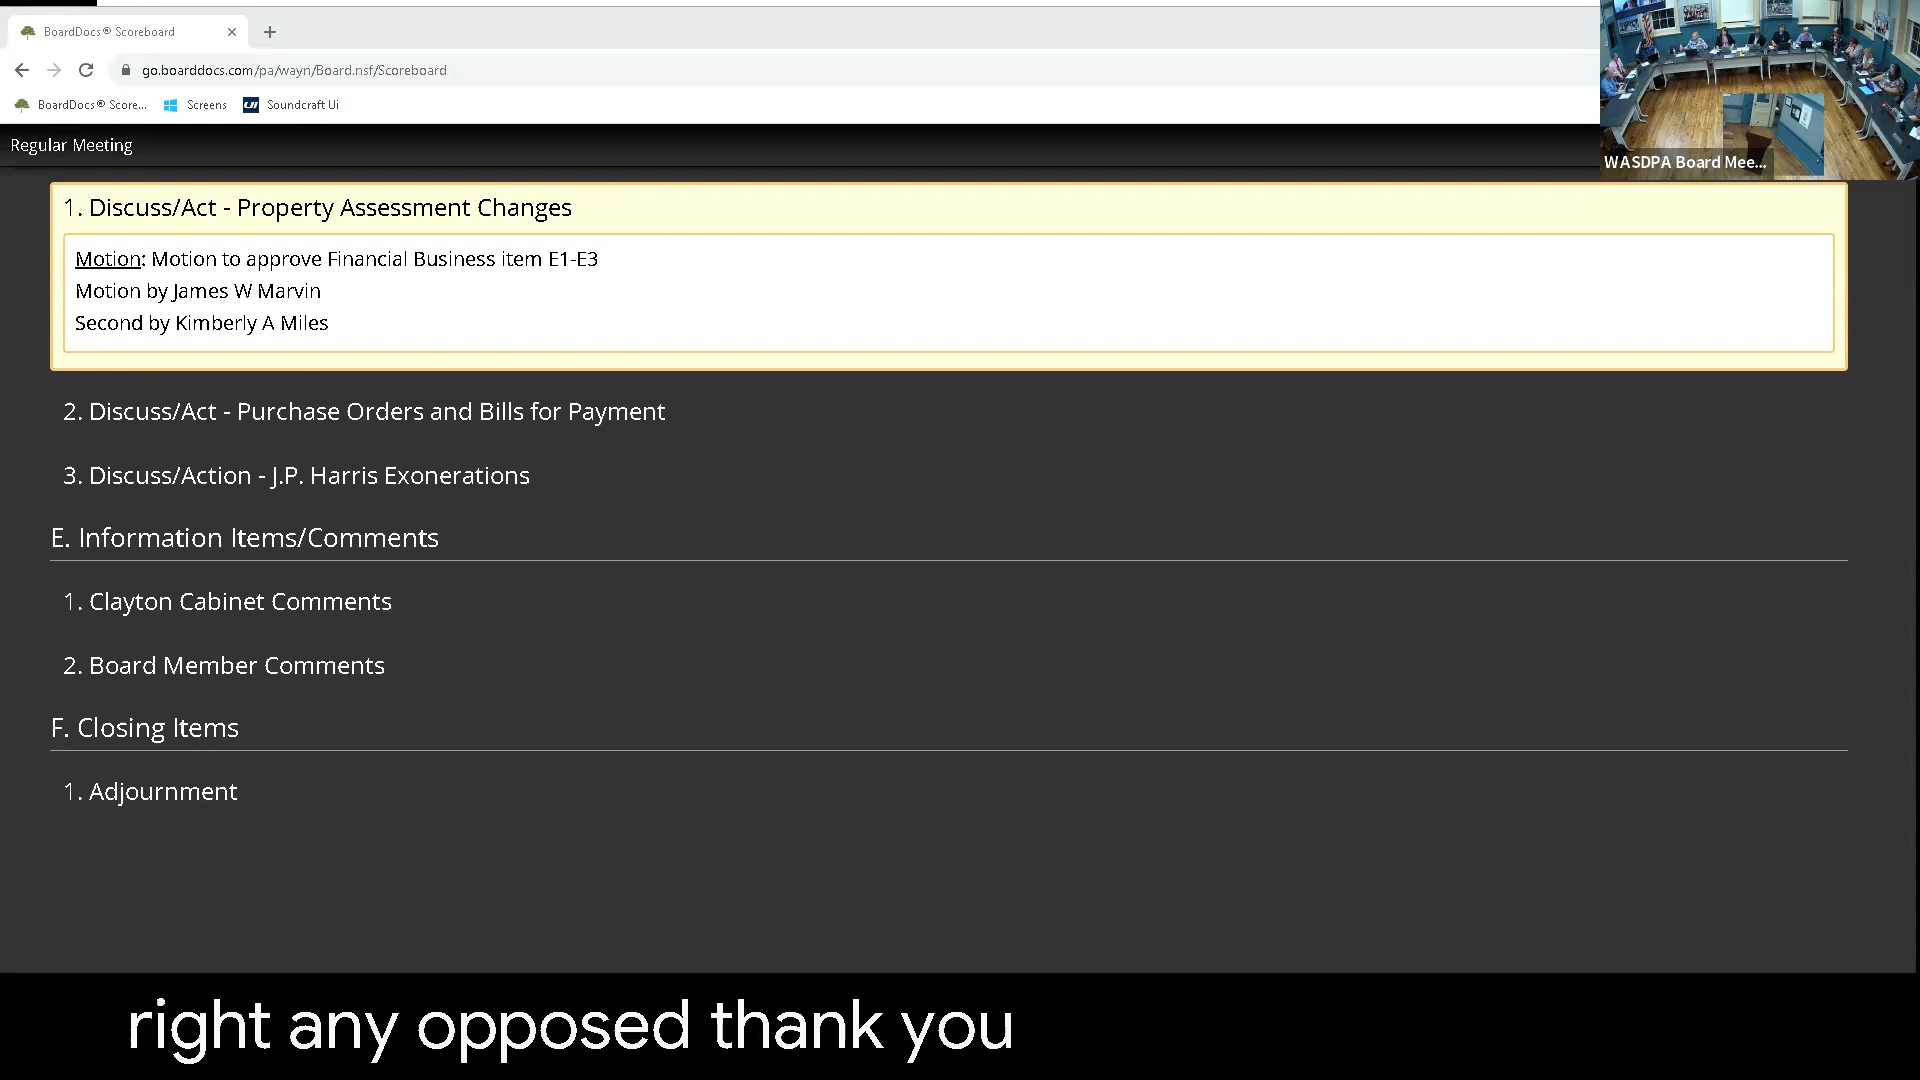 BoardDocs® Scoreboard
go.boarddocs.com/pa/wayn/Board.nsf/Scoreboard
BoardDocs® Score... Screens Soundcraft Ui
Regular Meeting
WASDPA Board Mee...
1. Discuss/Act - Property Assessment Changes
Motion: Motion to approve Financial Business item E1-E3
Motion by James W Marvin
Second by Kimberly A Miles
2. Discuss/Act - Purchase Orders and Bills for Payment
3. Discuss/Action - J.P. Harris Exonerations
E. Information Items/Comments
1. Clayton Cabinet Comments
2. Board Member Comments
F. Closing Items
1. Adjournment
right any opposed thank you